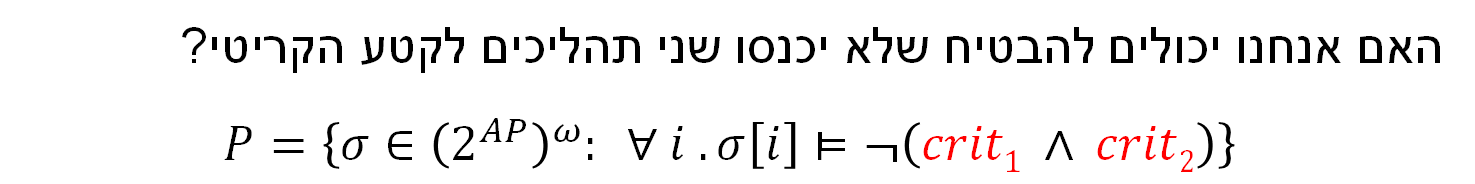 האם אנחנו יכולים להבטיח שלא יכנסו שני תהליכים לקטע הקריטי?
P = {σ ∈ (2^{AP})^ω: ∀ i . σ[i] ⊨ ¬(crit₁ ∧ crit₂)}